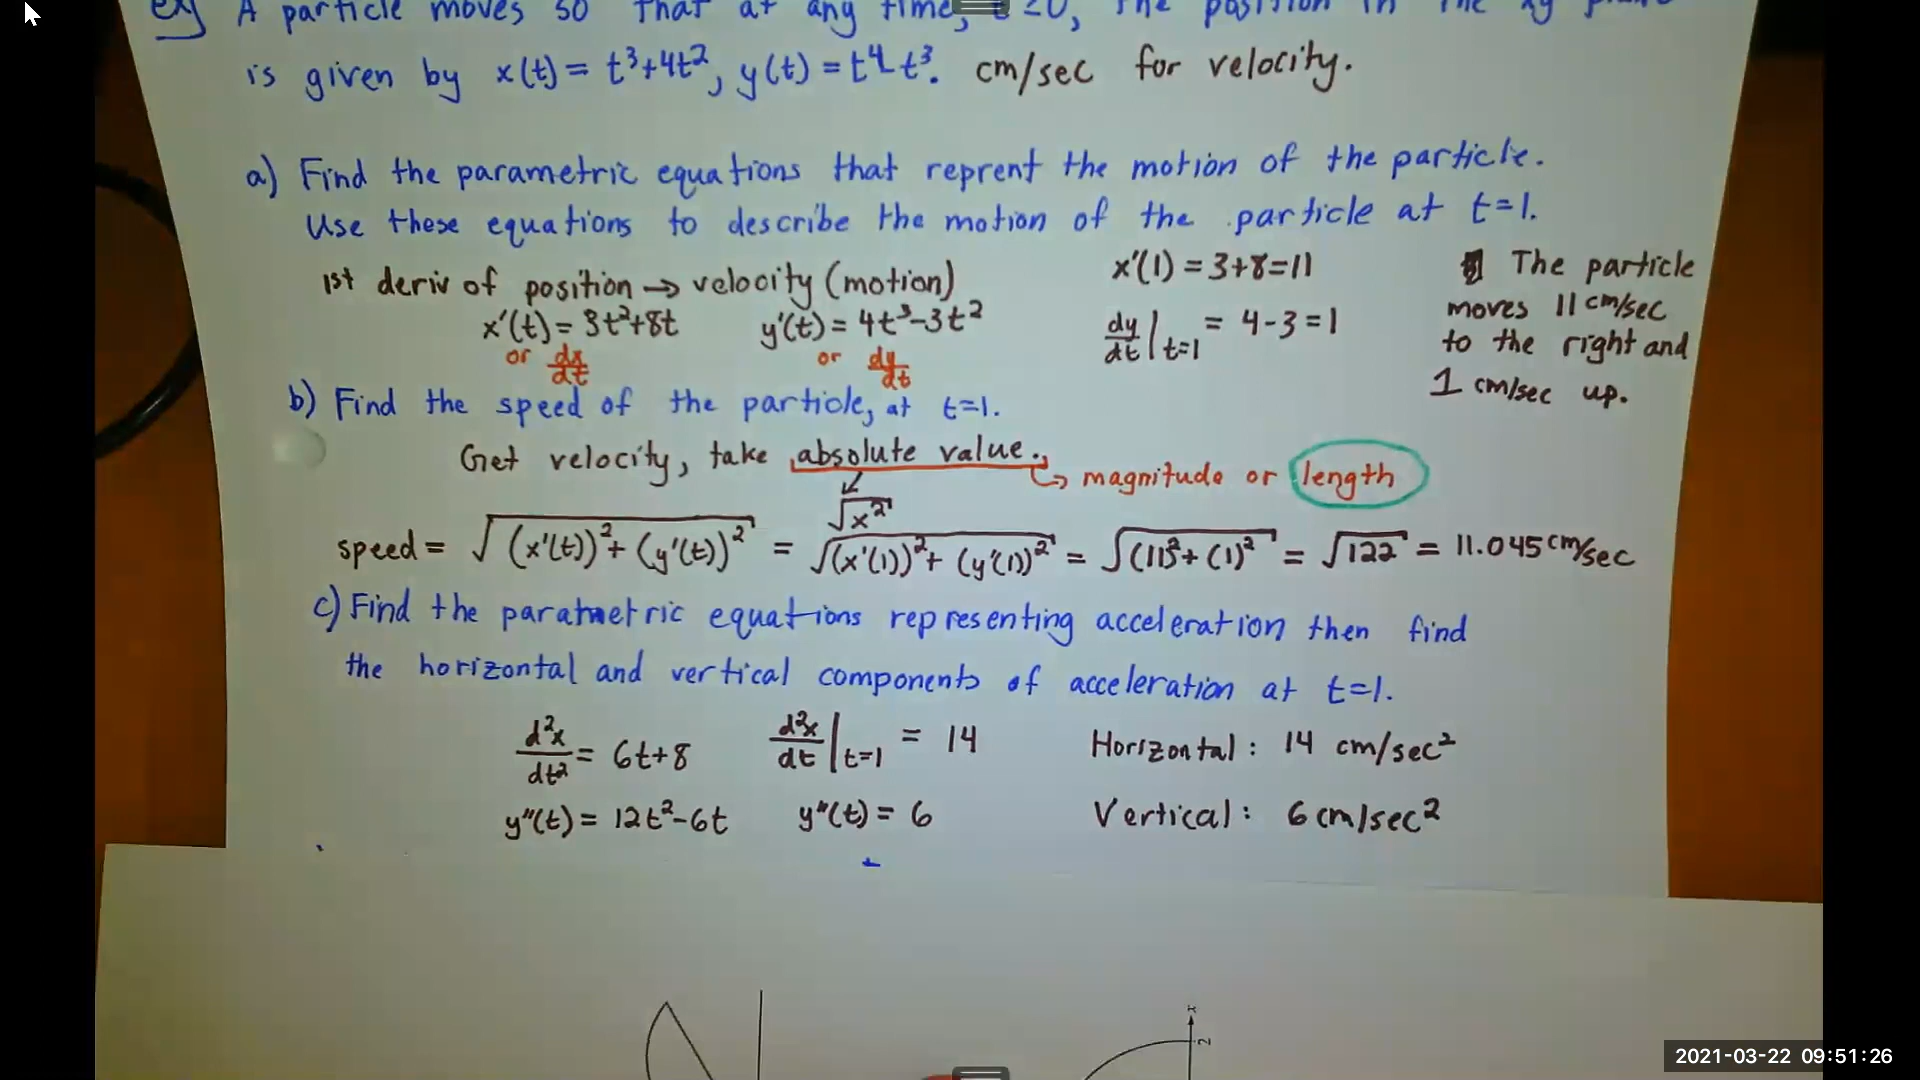 ex) A particle moves so that at any time, t≥0, the position in the xy plane
is given by x(t) = t³+4t², y(t) = t⁴-t³. cm/sec for velocity.
a) Find the parametric equations that reprent the motion of the particle.
Use these equations to describe the motion of the particle at t=1.
1st deriv of position → velocity (motion)
x'(t) = 3t²+8t y'(t) = 4t³-3t²
or dx/dt or dy/dt
x'(1) = 3+8=11
dy/dt|t=1 = 4-3=1
The particle
moves 11 cm/sec
to the right and
1 cm/sec up.
b) Find the speed of the particle, at t=1.
Get velocity, take absolute value. → magnitude or length
√x²
speed = √(x'(t))²+(y'(t))² = √(x'(1))²+(y'(1))² = √(11)²+(1)² = √122 = 11.045 cm/sec
c) Find the parametric equations representing acceleration then find
the horizontal and vertical components of acceleration at t=1.
d²x/dt² = 6t+8 d²x/dt|t=1 = 14 Horizontal: 14 cm/sec²
y"(t) = 12t²-6t y"(t) = 6 Vertical: 6 cm/sec²
x
2
2021-03-22 09:51:26